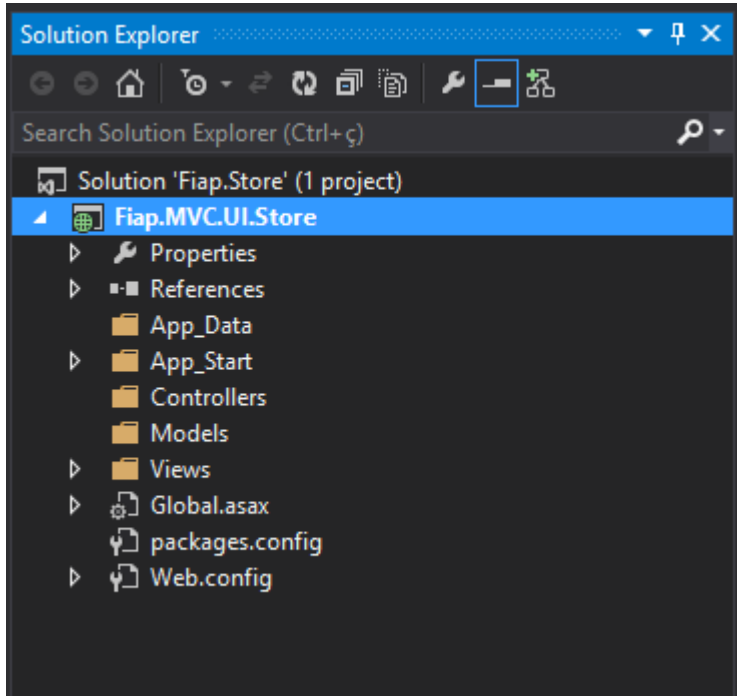 Solution Explorer
Search Solution Explorer (Ctrl+ç)
Solution 'Fiap.Store' (1 project)
Fiap.MVC.UI.Store
Properties
References
App_Data
App_Start
Controllers
Models
Views
Global.asax
packages.config
Web.config